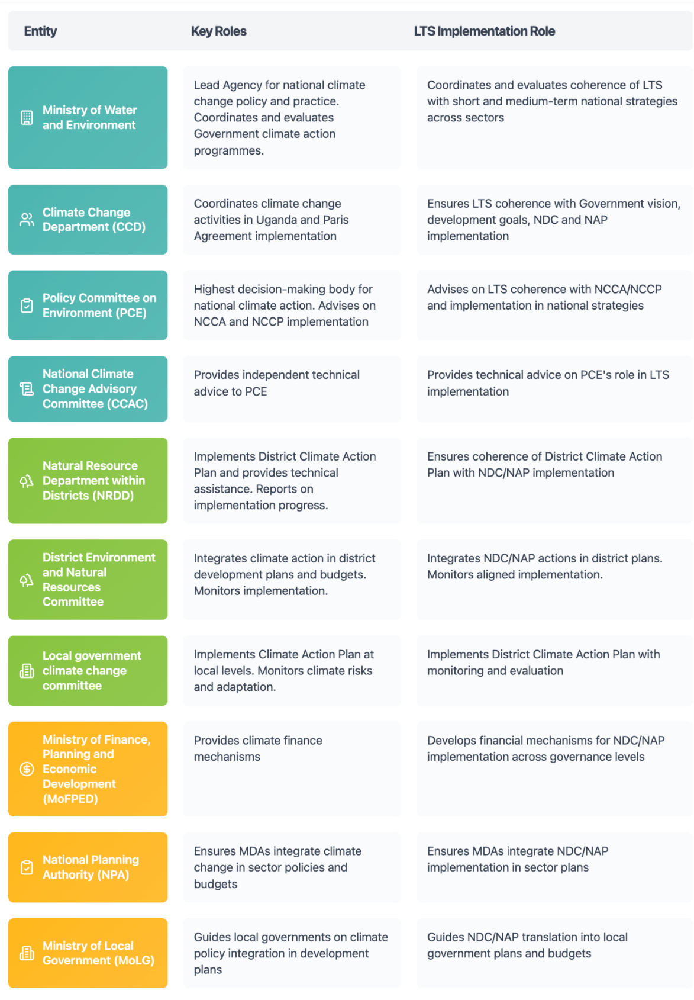 Entity Key Roles LTS Implementation Role
Ministry of Water
and Environment
Lead Agency for national climate
change policy and practice.
Coordinates and evaluates
Government climate action
programmes.
Coordinates and evaluates coherence of LTS
with short and medium-term national strategies
across sectors
Climate Change
Department (CCD)
Coordinates climate change
activities in Uganda and Paris
Agreement implementation
Ensures LTS coherence with Government vision,
development goals, NDC and NAP
implementation
Policy Committee on
Environment (PCE)
Highest decision-making body for
national climate action. Advises on
NCCA and NCCP implementation
Advises on LTS coherence with NCCA/NCCP
and implementation in national strategies
National Climate
Change Advisory
Committee (CCAC)
Provides independent technical
advice to PCE
Provides technical advice on PCE's role in LTS
implementation
Natural Resource
Department within
Districts (NRDD)
Implements District Climate Action
Plan and provides technical
assistance. Reports on
implementation progress.
Ensures coherence of District Climate Action
Plan with NDC/NAP implementation
District Environment
and Natural
Resources
Committee
Integrates climate action in district
development plans and budgets.
Monitors implementation.
Integrates NDC/NAP actions in district plans.
Monitors aligned implementation.
Local government
climate change
committee
Implements Climate Action Plan at
local levels. Monitors climate risks
and adaptation.
Implements District Climate Action Plan with
monitoring and evaluation
Ministry of Finance,
Planning and
Economic
Development
(MoFPED)
Provides climate finance
mechanisms
Develops financial mechanisms for NDC/NAP
implementation across governance levels
National Planning
Authority (NPA)
Ensures MDAs integrate climate
change in sector policies and
budgets
Ensures MDAs integrate NDC/NAP
implementation in sector plans
Ministry of Local
Government (MoLG)
Guides local governments on climate
policy integration in development
plans
Guides NDC/NAP translation into local
government plans and budgets